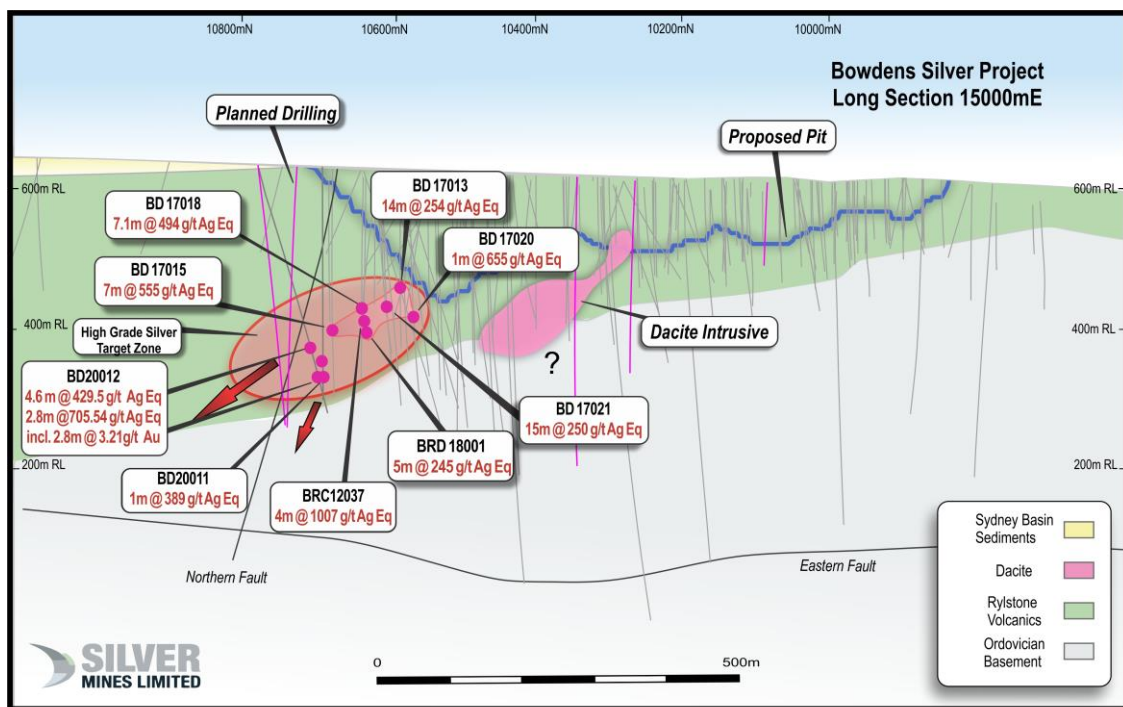 10800mN
10600mN
10400mN
10200mN
10000mN
Bowdens Silver Project
Long Section 15000mE
Planned Drilling
Proposed Pit
600m RL
600m RL
BD 17013
14m @ 254 g/t Ag Eq
BD 17018
7.1m @ 494 g/t Ag Eq
BD 17020
1m @ 655 g/t Ag Eq
BD 17015
7m @ 555 g/t Ag Eq
High Grade Silver
Target Zone
400m RL
400m RL
Dacite Intrusive
?
BD20012
4.6 m @ 429.5 g/t Ag Eq
2.8m @ 705.54 g/t Ag Eq
incl. 2.8m @ 3.21 g/t Au
BD 17021
15m @ 250 g/t Ag Eq
BRD 18001
5m @ 245 g/t Ag Eq
200m RL
200m RL
BD20011
1m @ 389 g/t Ag Eq
BRC12037
4m @ 1007 g/t Ag Eq
Northern Fault
Eastern Fault
Sydney Basin
Sediments
Dacite
Rylstone
Volcanics
Ordovician
Basement
SILVER
MINES LIMITED
0
500m